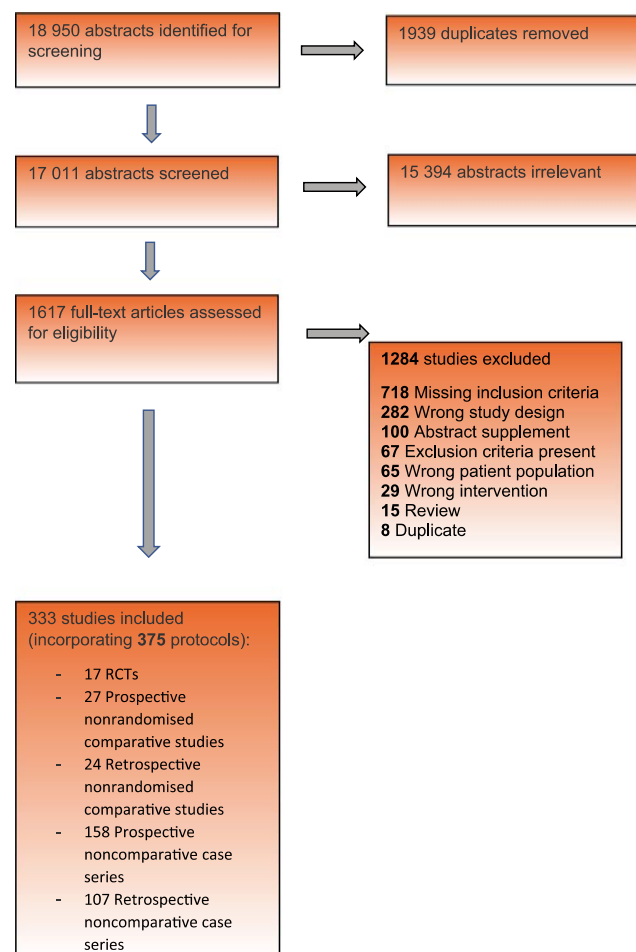 18 950 abstracts identified for
screening
1939 duplicates removed
17 011 abstracts screened
15 394 abstracts irrelevant
1617 full-text articles assessed
for eligibility
1284 studies excluded
718 Missing inclusion criteria
282 Wrong study design
100 Abstract supplement
67 Exclusion criteria present
65 Wrong patient population
29 Wrong intervention
15 Review
8 Duplicate
333 studies included
(incorporating 375 protocols):
- 17 RCTs
- 27 Prospective
nonrandomised
comparative studies
- 24 Retrospective
nonrandomised
comparative studies
- 158 Prospective
noncomparative case
series
- 107 Retrospective
noncomparative case
series